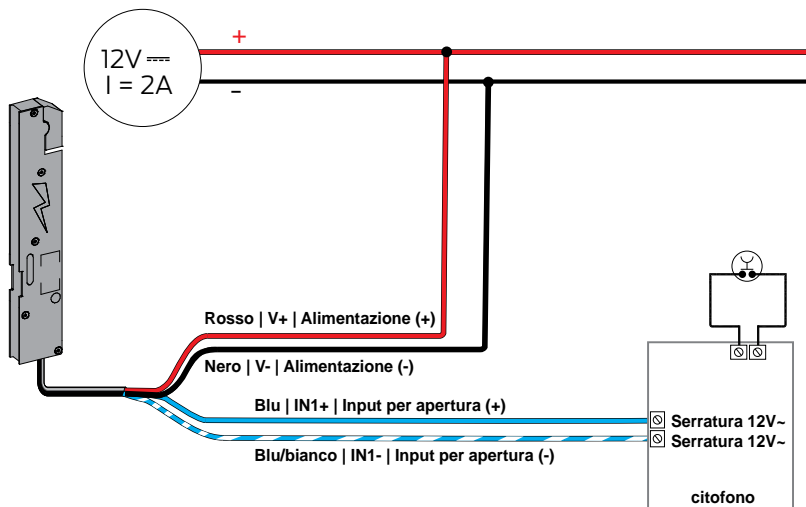 +
12V ⎓
I = 2A
-
Rosso | V+ | Alimentazione (+)
Nero | V- | Alimentazione (-)
Blu | IN1+ | Input per apertura (+)
Serratura 12V~
Serratura 12V~
Blu/bianco | IN1- | Input per apertura (-)
citofono